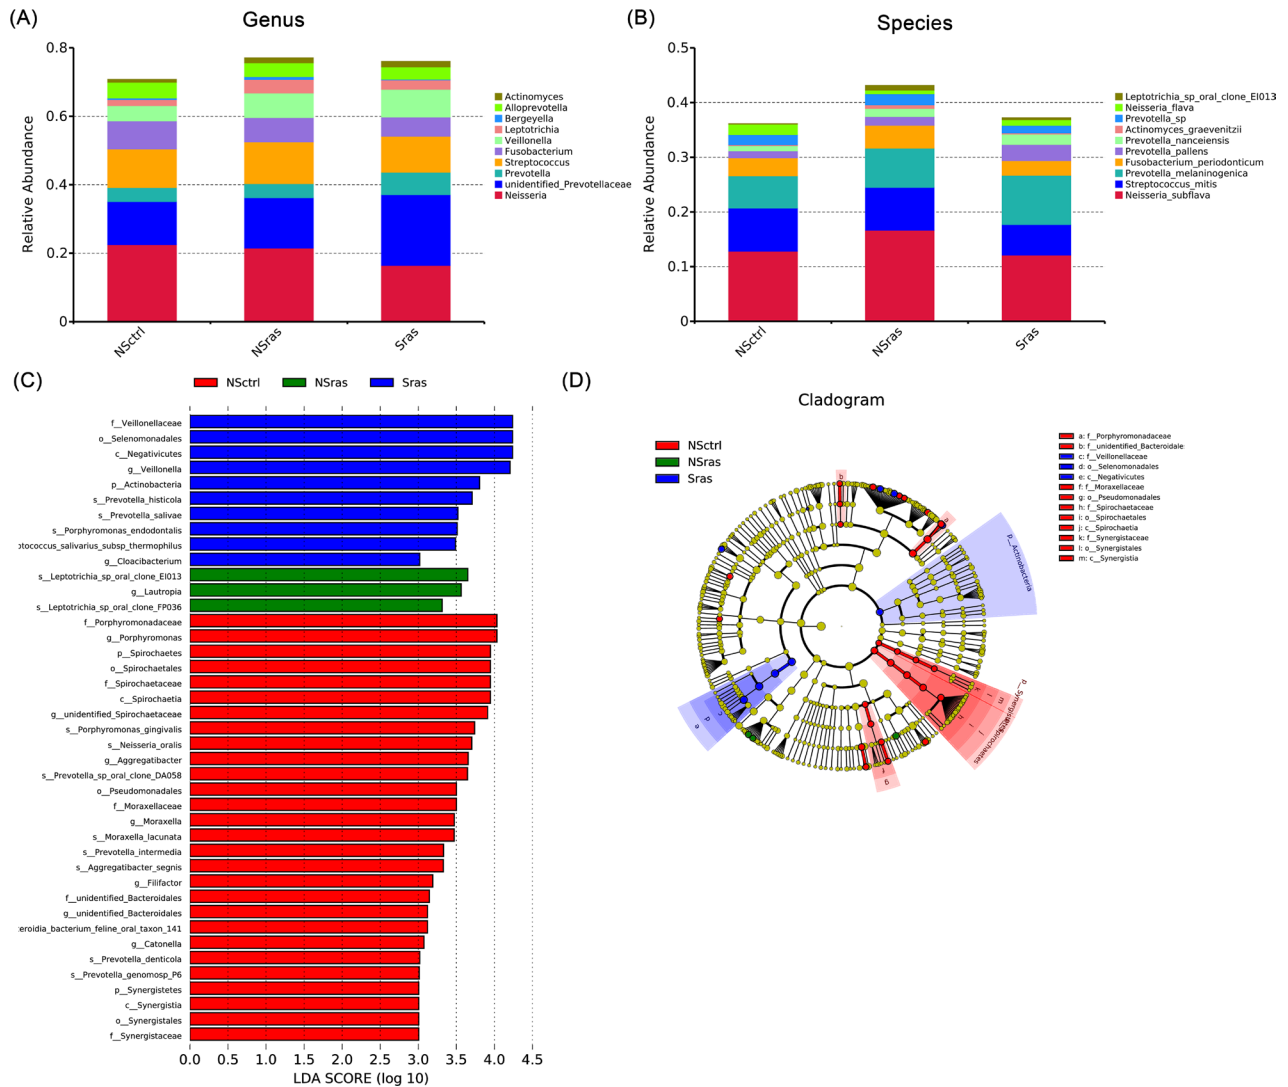 (A)
Genus
Relative Abundance
0.8
0.6
0.4
0.2
0
NSctrl
NSras
Sras
Actinomyces
Alloprevotella
Bergeyella
Leptotrichia
Veillonella
Fusobacterium
Streptococcus
Prevotella
unidentified_Prevotellaceae
Neisseria
(B)
Species
Relative Abundance
0.5
0.4
0.3
0.2
0.1
0
NSctrl
NSras
Sras
Leptotrichia_sp_oral_clone_EI013
Neisseria_flava
Prevotella_sp
Actinomyces_graevenitzii
Prevotella_nanceiensis
Prevotella_pallens
Fusobacterium_periodonticum
Prevotella_melaninogenica
Streptococcus_mitis
Neisseria_subflava
(C)
NSctrl
NSras
Sras
f__Veillonellaceae
o__Selenomonadales
c__Negativicutes
g__Veillonella
p__Actinobacteria
s__Prevotella_histicola
s__Prevotella_salivae
s__Porphyromonas_endodontalis
tococcus_salivarius_subsp_thermophilus
g__Cloacibacterium
s__Leptotrichia_sp_oral_clone_EI013
g__Lautropia
s__Leptotrichia_sp_oral_clone_FP036
f__Porphyromonadaceae
g__Porphyromonas
p__Spirochaetes
o__Spirochaetales
f__Spirochaetaceae
c__Spirochaetia
g__unidentified_Spirochaetaceae
s__Porphyromonas_gingivalis
s__Neisseria_oralis
g__Aggregatibacter
s__Prevotella_sp_oral_clone_DA058
o__Pseudomonadales
f__Moraxellaceae
g__Moraxella
s__Moraxella_lacunata
s__Prevotella_intermedia
s__Aggregatibacter_segnis
g__Filifactor
f__unidentified_Bacteroidales
g__unidentified_Bacteroidales
eroidia_bacterium_feline_oral_taxon_141
g__Catonella
s__Prevotella_denticola
s__Prevotella_genomosp_P6
p__Synergistetes
c__Synergistia
o__Synergistales
f__Synergistaceae
0.0 0.5 1.0 1.5 2.0 2.5 3.0 3.5 4.0 4.5
LDA SCORE (log 10)
(D)
Cladogram
NSctrl
NSras
Sras
a: f__Porphyromonadaceae
b: f__unidentified_Bacteroidale
c: f__Veillonellaceae
d: o__Selenomonadales
e: c__Negativicutes
f: f__Moraxellaceae
g: o__Pseudomonadales
h: f__Spirochaetaceae
i: o__Spirochaetales
j: c__Spirochaetia
k: f__Synergistaceae
l: o__Synergistales
m: c__Synergistia
b
a
p__Actinobacteria
k
l
m
h
i
j
f
g
c
d
e